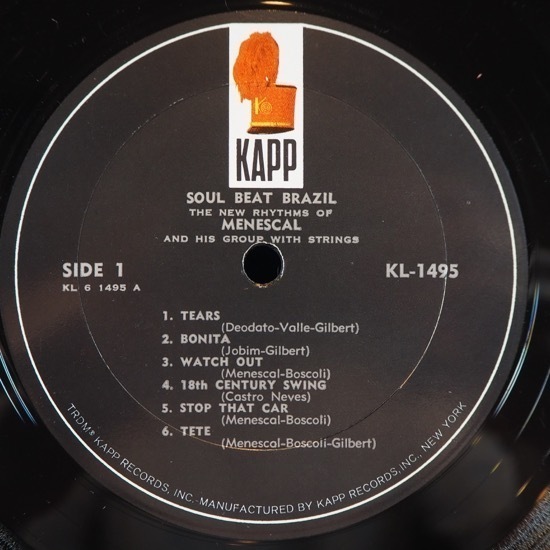 KAPP
SOUL BEAT BRAZIL
THE NEW RHYTHMS OF
MENESCAL
AND HIS GROUP WITH STRINGS
SIDE 1
KL 6 1495 A
KL-1495
1. TEARS
(Deodato-Valle-Gilbert)
2. BONITA
(Jobim-Gilbert)
3. WATCH OUT
(Menescal-Boscoli)
4. 18th CENTURY SWING
(Castro Neves)
5. STOP THAT CAR
(Menescal-Boscoli)
6. TETE
(Menescal-Boscoli-Gilbert)
TRDM® KAPP RECORDS, INC.-MANUFACTURED BY KAPP RECORDS, INC., NEW YORK